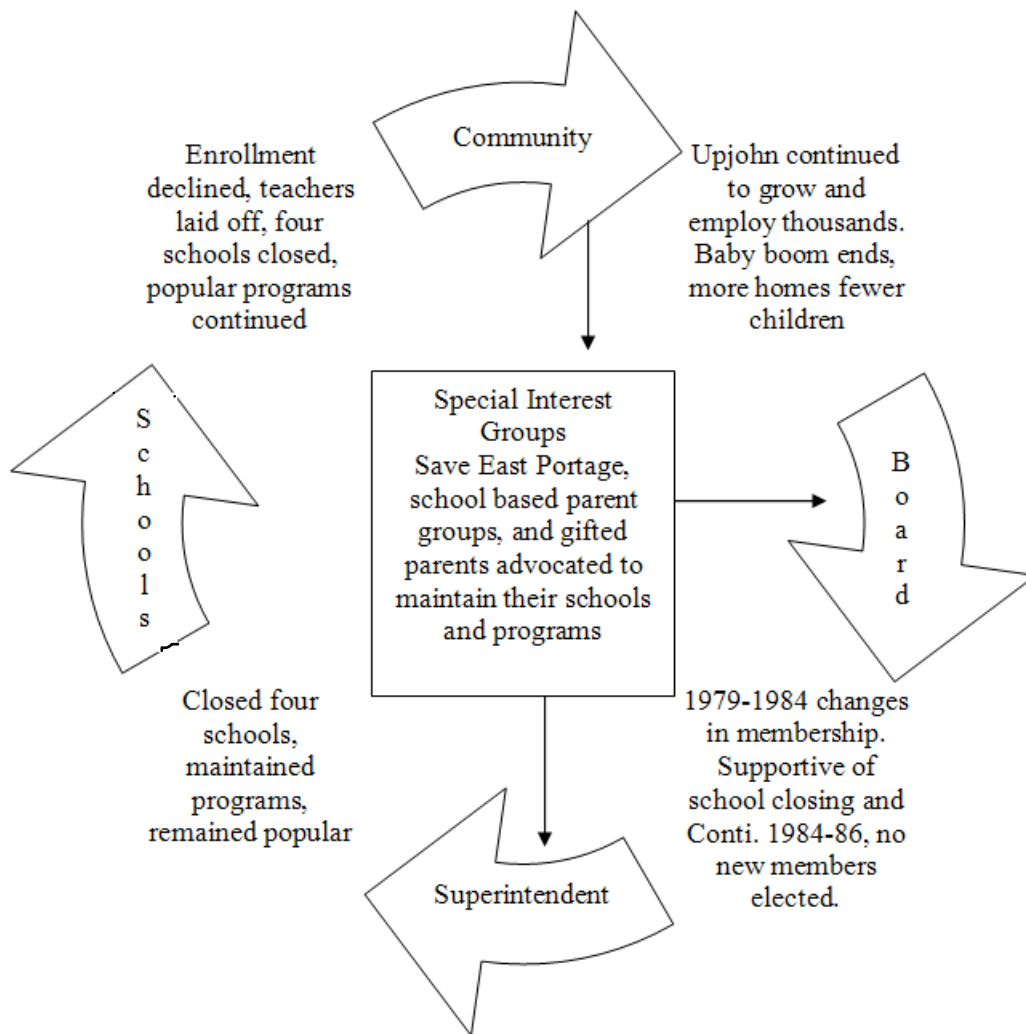 Community
Enrollment
declined, teachers
laid off, four
schools closed,
popular programs
continued
Upjohn continued
to grow and
employ thousands.
Baby boom ends,
more homes fewer
children
S
c
h
o
o
l
s
Special Interest
Groups
Save East Portage,
school based parent
groups, and gifted
parents advocated to
maintain their schools
and programs
B
o
a
r
d
Closed four
schools,
maintained
programs,
remained popular
1979-1984 changes
in membership.
Supportive of
school closing and
Conti. 1984-86, no
new members
elected.
Superintendent